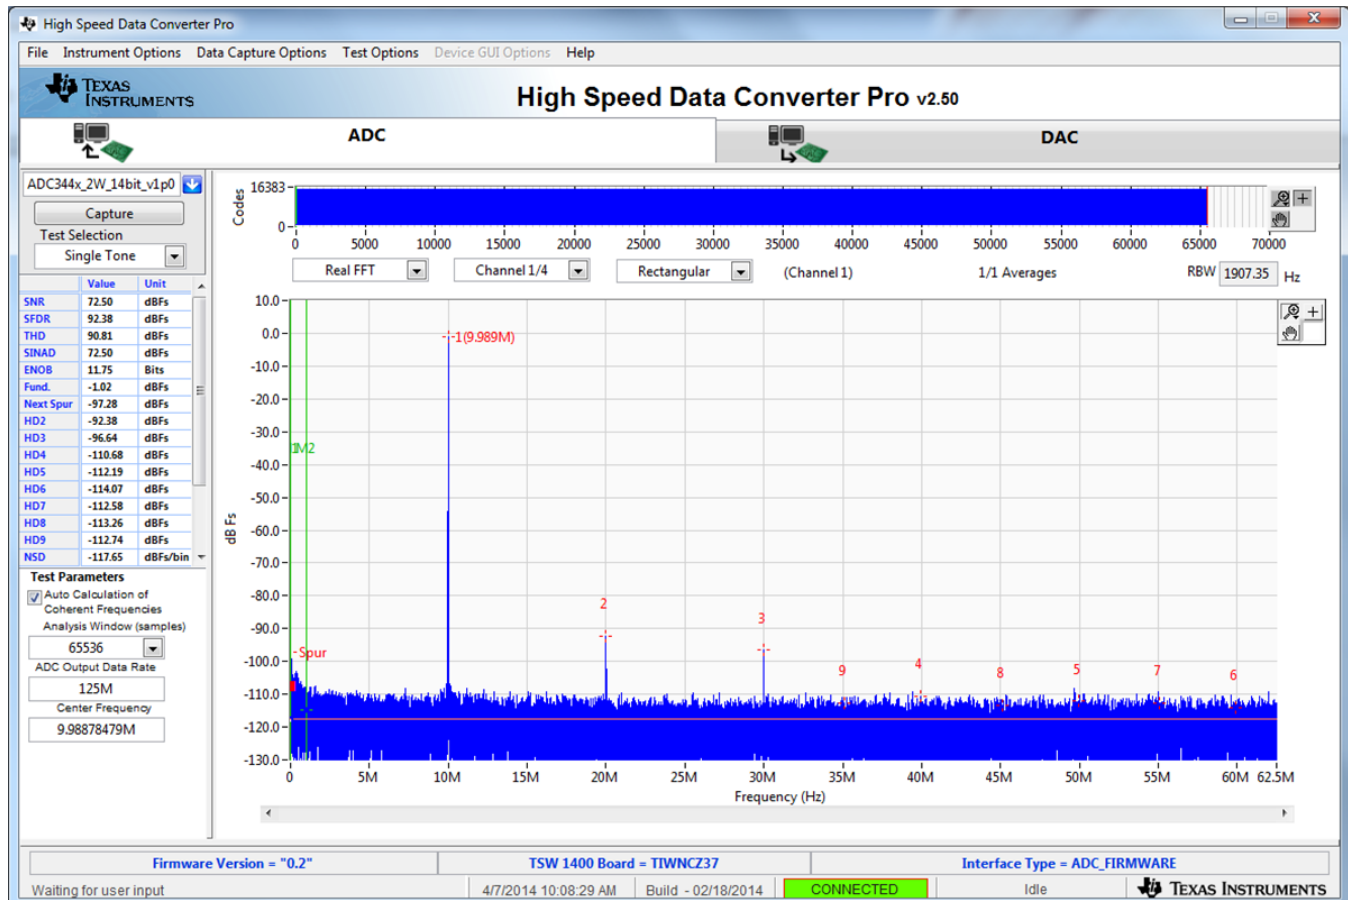 High Speed Data Converter Pro
File Instrument Options Data Capture Options Test Options Device GUI Options Help
TEXAS INSTRUMENTS
High Speed Data Converter Pro v2.50
ADC
DAC
ADC344x_2W_14bit_v1p0
Capture
Test Selection
Single Tone
Value Unit
SNR 72.50 dBFs
SFDR 92.38 dBFs
THD 90.81 dBFs
SINAD 72.50 dBFs
ENOB 11.75 Bits
Fund. -1.02 dBFs
Next Spur -97.28 dBFs
HD2 -92.38 dBFs
HD3 -96.64 dBFs
HD4 -110.68 dBFs
HD5 -112.19 dBFs
HD6 -114.07 dBFs
HD7 -112.58 dBFs
HD8 -113.26 dBFs
HD9 -112.74 dBFs
NSD -117.65 dBFs/bin
Test Parameters
Auto Calculation of
Coherent Frequencies
Analysis Window (samples)
65536
ADC Output Data Rate
125M
Center Frequency
9.98878479M
Codes
16383
0
0 5000 10000 15000 20000 25000 30000 35000 40000 45000 50000 55000 60000 65000 70000
Real FFT Channel 1/4 Rectangular (Channel 1) 1/1 Averages RBW 1907.35 Hz
dB Fs
10.0
0.0
-10.0
-20.0
-30.0
-40.0
-50.0
-60.0
-70.0
-80.0
-90.0
-100.0
-110.0
-120.0
-130.0
1(9.989M)
M2
Spur
2
3
9
4
8
5
7
6
0 5M 10M 15M 20M 25M 30M 35M 40M 45M 50M 55M 60M 62.5M
Frequency (Hz)
Firmware Version = "0.2" TSW 1400 Board = TIWNCZ37 Interface Type = ADC_FIRMWARE
Waiting for user input 4/7/2014 10:08:29 AM Build - 02/18/2014 CONNECTED Idle TEXAS INSTRUMENTS